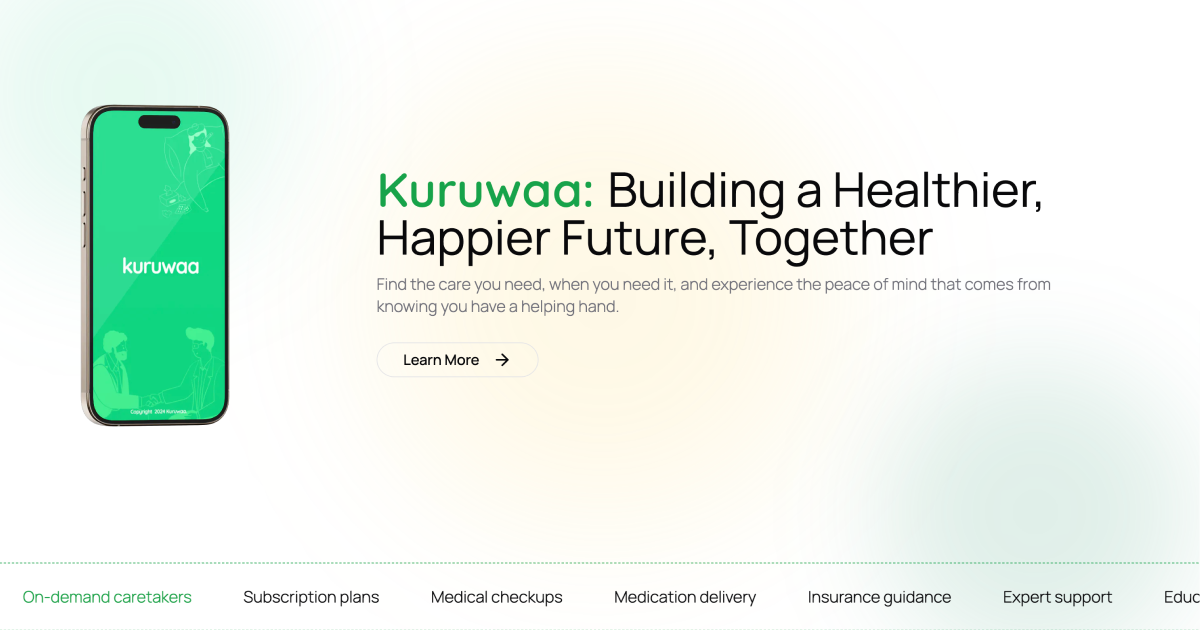 kuruwaa
Copyright 2024 Kuruwaa
Kuruwaa: Building a Healthier,
Happier Future, Together
Find the care you need, when you need it, and experience the peace of mind that comes from
knowing you have a helping hand.
Learn More
On-demand caretakers Subscription plans Medical checkups Medication delivery Insurance guidance Expert support Educ